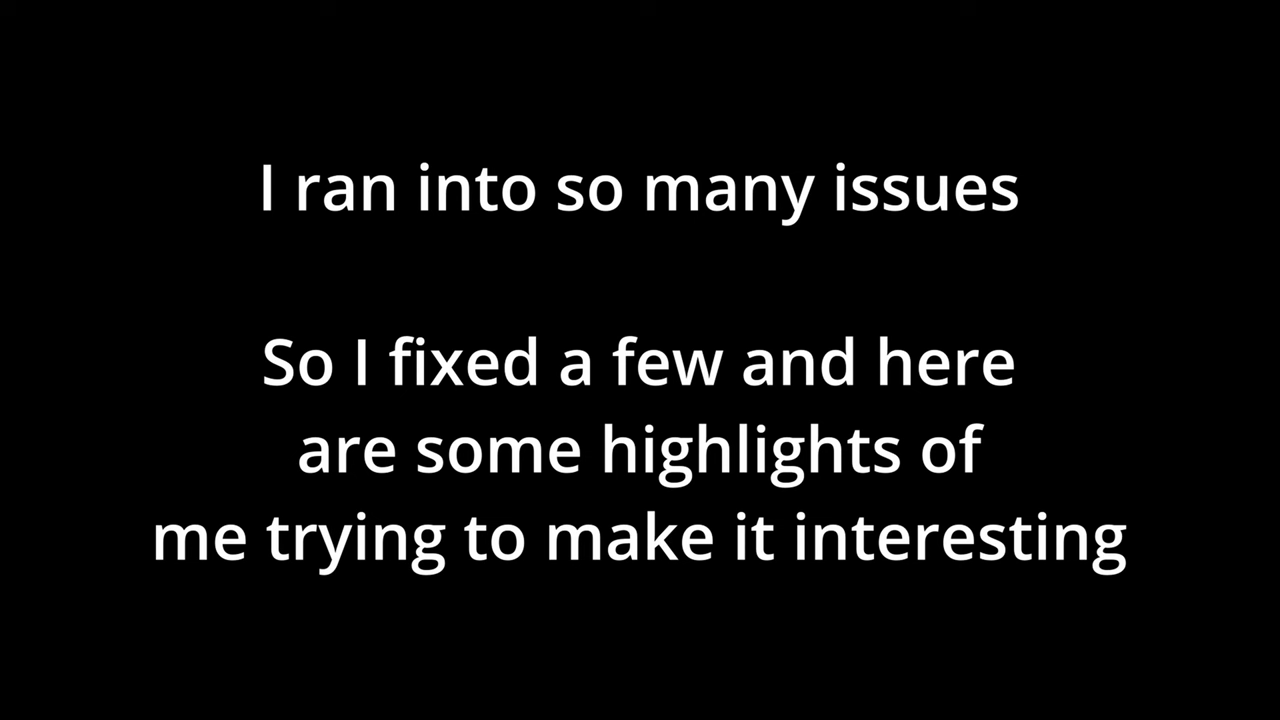 I ran into so many issues
So I fixed a few and here
are some highlights of
me trying to make it interesting